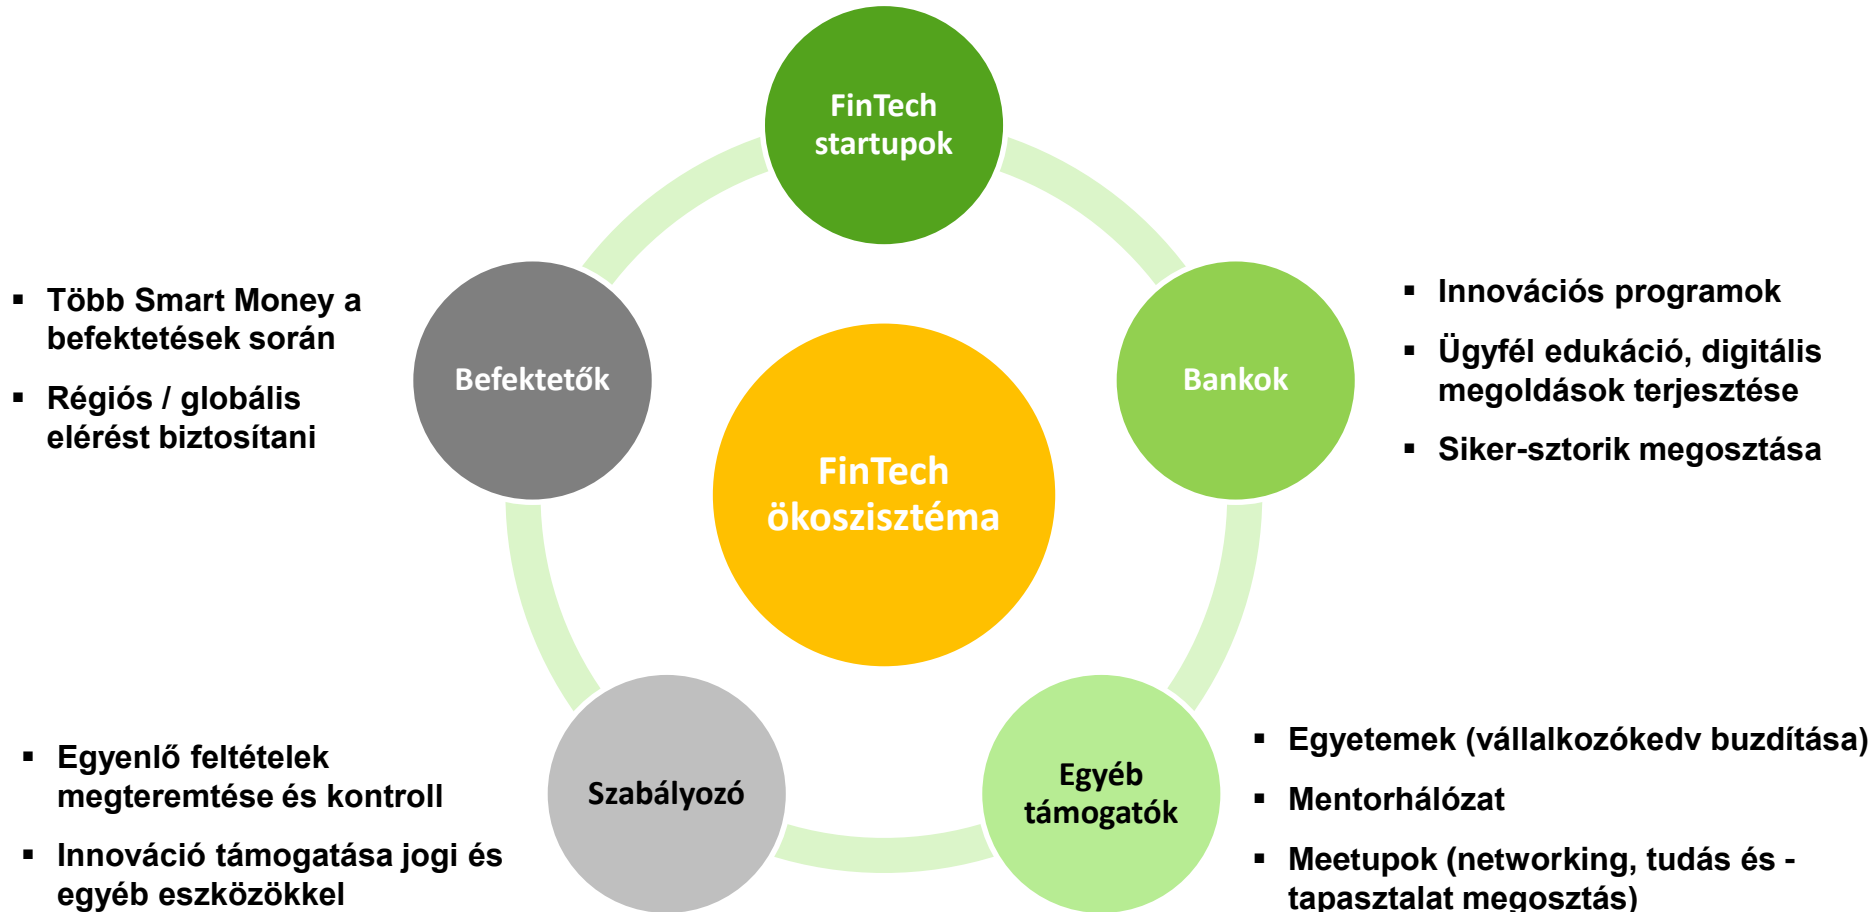 FinTech
startupok
▪ Több Smart Money a
befektetések során
▪ Régiós / globális
elérést biztosítani
Befektetők
Bankok
▪ Innovációs programok
▪ Ügyfél edukáció, digitális
megoldások terjesztése
▪ Siker-sztorik megosztása
FinTech
ökoszisztéma
▪ Egyenlő feltételek
megteremtése és kontroll
▪ Innováció támogatása jogi és
egyéb eszközökkel
Szabályozó
Egyéb
támogatók
▪ Egyetemek (vállalkozókedv buzdítása)
▪ Mentorhálózat
▪ Meetupok (networking, tudás és -
tapasztalat megosztás)